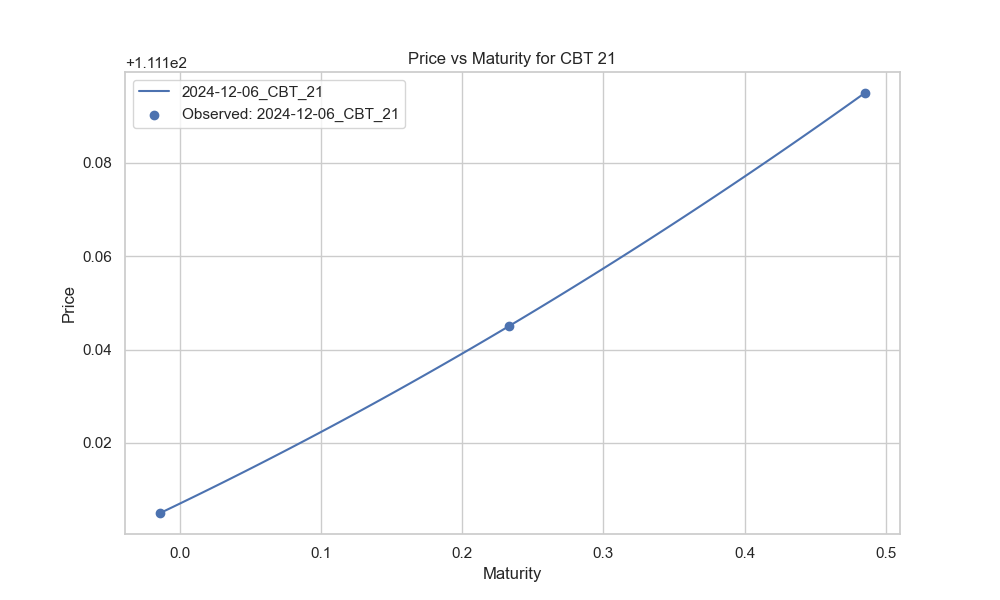 Price vs Maturity for CBT 21
+1.111e2
2024-12-06_CBT_21
Observed: 2024-12-06_CBT_21
0.08
0.06
0.04
0.02
Price
0.0 0.1 0.2 0.3 0.4 0.5
Maturity